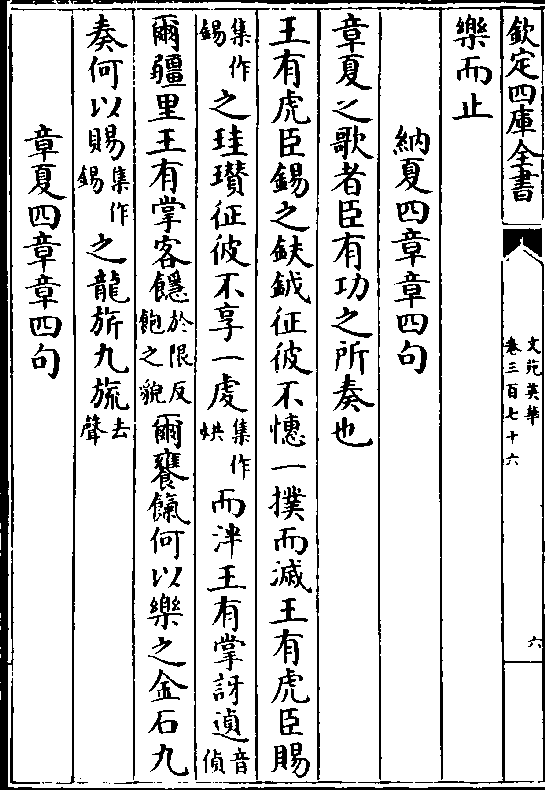 欽定四庫全書
文苑英華
卷三百七十六
六
樂而止
納夏四章章四句
章夏之歌者臣有功之所奏也
王有虎臣錫之鈇鉞征彼不憓一撲而滅王有虎臣賜
集作錫之珪瓚征彼不享一䖍集作烘而泮王有掌訝遉音偵
爾疆里王有掌客饐於限反飽之貌爾饔餼何以樂之金石九
奏何以賜集作錫之龍旂九旒去聲
章夏四章章四句